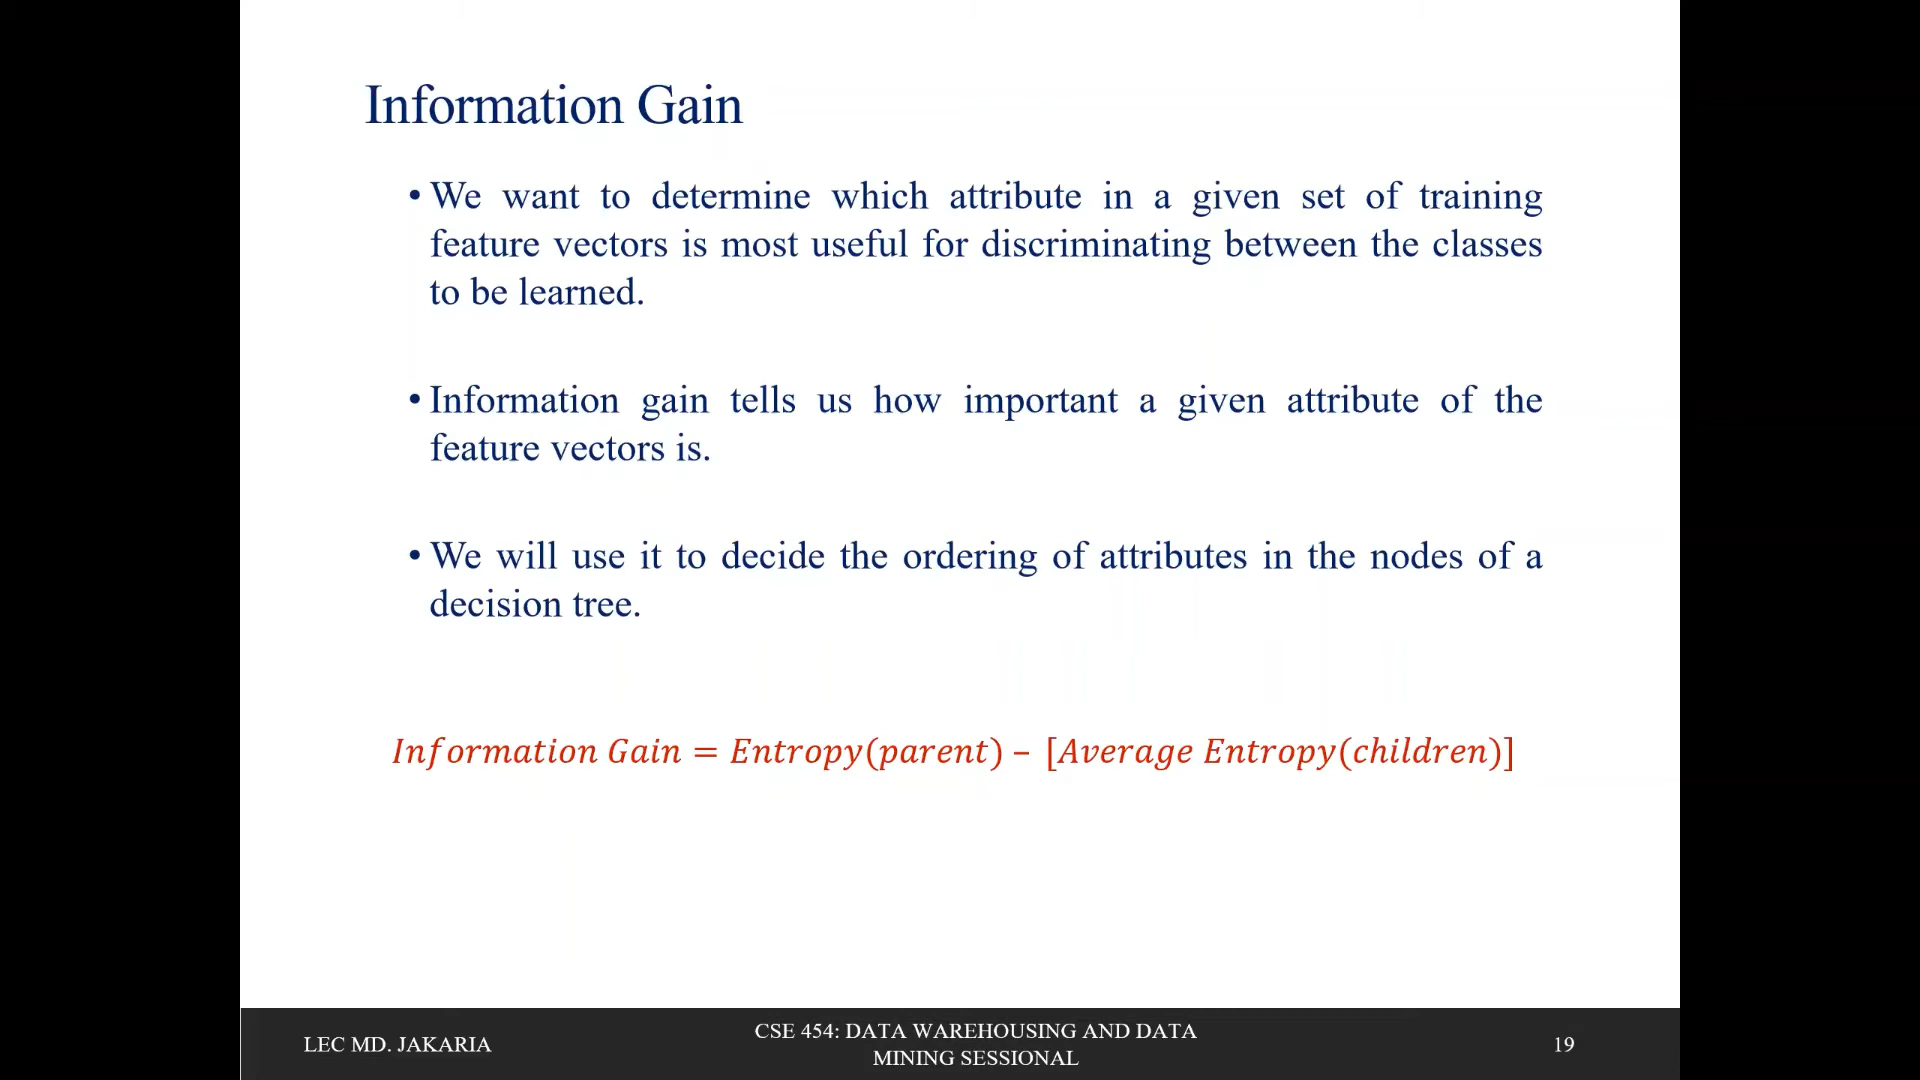 Information Gain
• We want to determine which attribute in a given set of training
feature vectors is most useful for discriminating between the classes
to be learned.
• Information gain tells us how important a given attribute of the
feature vectors is.
• We will use it to decide the ordering of attributes in the nodes of a
decision tree.
Information Gain = Entropy(parent) – [Average Entropy(children)]
LEC MD. JAKARIA
CSE 454: DATA WAREHOUSING AND DATA
MINING SESSIONAL
19